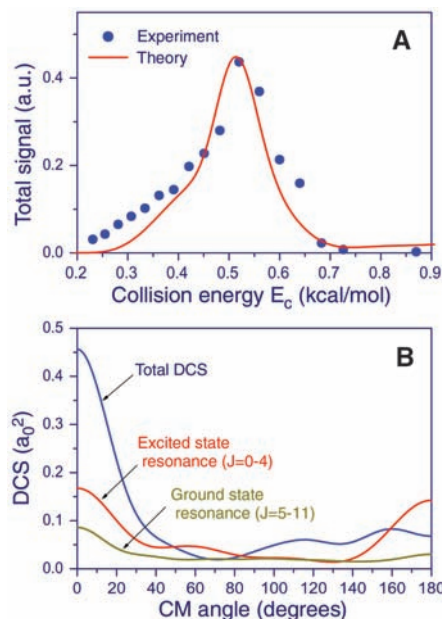 A
Experiment
Theory
Total signal (a.u.)
0.4
0.2
0.0
0.2 0.3 0.4 0.5 0.6 0.7 0.8 0.9
Collision energy Ec (kcal/mol)
B
0.5
0.4
0.3
0.2
0.1
0.0
DCS (a₀²)
Total DCS
Excited state
resonance (J=0-4)
Ground state
resonance (J=5-11)
0 20 40 60 80 100 120 140 160 180
CM angle (degrees)